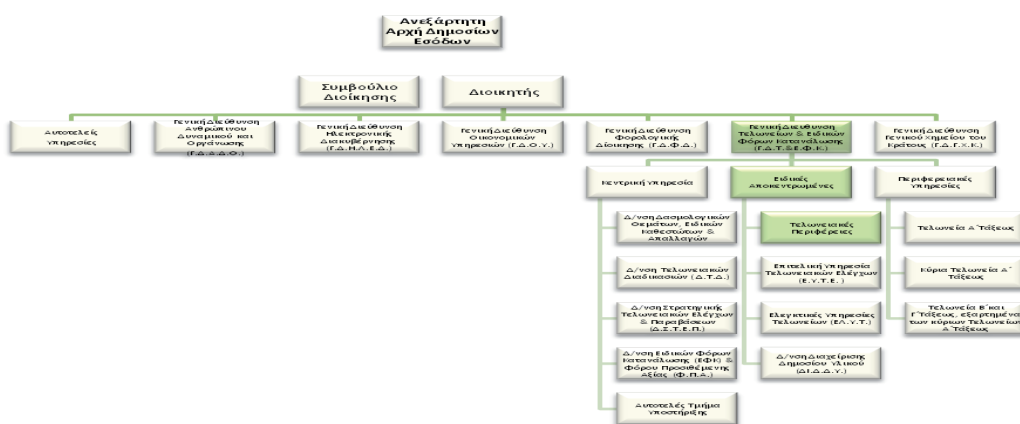 Ανεξάρτητη
Αρχή Δημοσίων
Εσόδων
Συμβούλιο
Διοίκησης
Διοικητής
Αυτοτελείς
Υπηρεσίες
Γενική Διεύθυνση
Ανθρώπινου
Δυναμικού και
Οργάνωσης
(Γ.Δ.Α.Δ.Ο.)
Γενική Διεύθυνση
Ηλεκτρονικής
Διακυβέρνησης
(Γ.Δ.Η.Λ.Ε.Δ.)
Γενική Διεύθυνση
Οικονομικών
Υπηρεσιών (Γ.Δ.Ο.Υ.)
Γενική Διεύθυνση
Φορολογικής
Διοίκησης (Γ.Δ.Φ.Δ.)
Γενική Διευθυνση
Τελωνείων & Ειδικών
Φόρων Κατανάλωσης
(Γ.Δ.Τ.&Ε.Φ.Κ.)
Γενική Διεύθυνση
Γενικού Χημείου του
Κράτους (Γ.Δ.Γ.Χ.Κ.)
Κεντρική Υπηρεσία
Ειδικές
Αποκεντρωμένες
Περιφερειακές
Υπηρεσίες
Δ/νση Δασμολογικών
Θεμάτων, Ειδικών
Καθεστώτων &
Απαλλαγών
Δ/νση Τελωνειακών
Διαδικασιών (Δ.Τ.Δ.)
Δ/νση Στρατηγικής
Τελωνειακών Ελέγχων
& Παραβάσεων
(Δ.Σ.Τ.Ε.Π.)
Δ/νση Ειδικών Φόρων
Κατανάλωσης (ΕΦΚ) &
Φόρου Προστιθέμενης
Αξίας (Φ.Π.Α.)
Αυτοτελές Τμήμα
Υποστήριξης
Τελωνειακές
Περιφέρειες
Επιτελική Υπηρεσία
Τελωνειακών Ελέγχων
(Ε.Υ.Τ.Ε.)
Ελεγκτικές Υπηρεσίες
Τελωνείων (ΕΛ.Υ.Τ.)
Δ/νση Διαχείρισης
Δημοσίου Υλικού
(ΔΙ.Δ.Δ.Υ.)
Τελωνεία Α΄Τάξεως
Κύρια Τελωνεία Α΄
Τάξεως
Τελωνεία Β΄και
Γ΄Τάξεως, εξαρτημένα
των κύριων Τελωνείων
Α΄Τάξεως